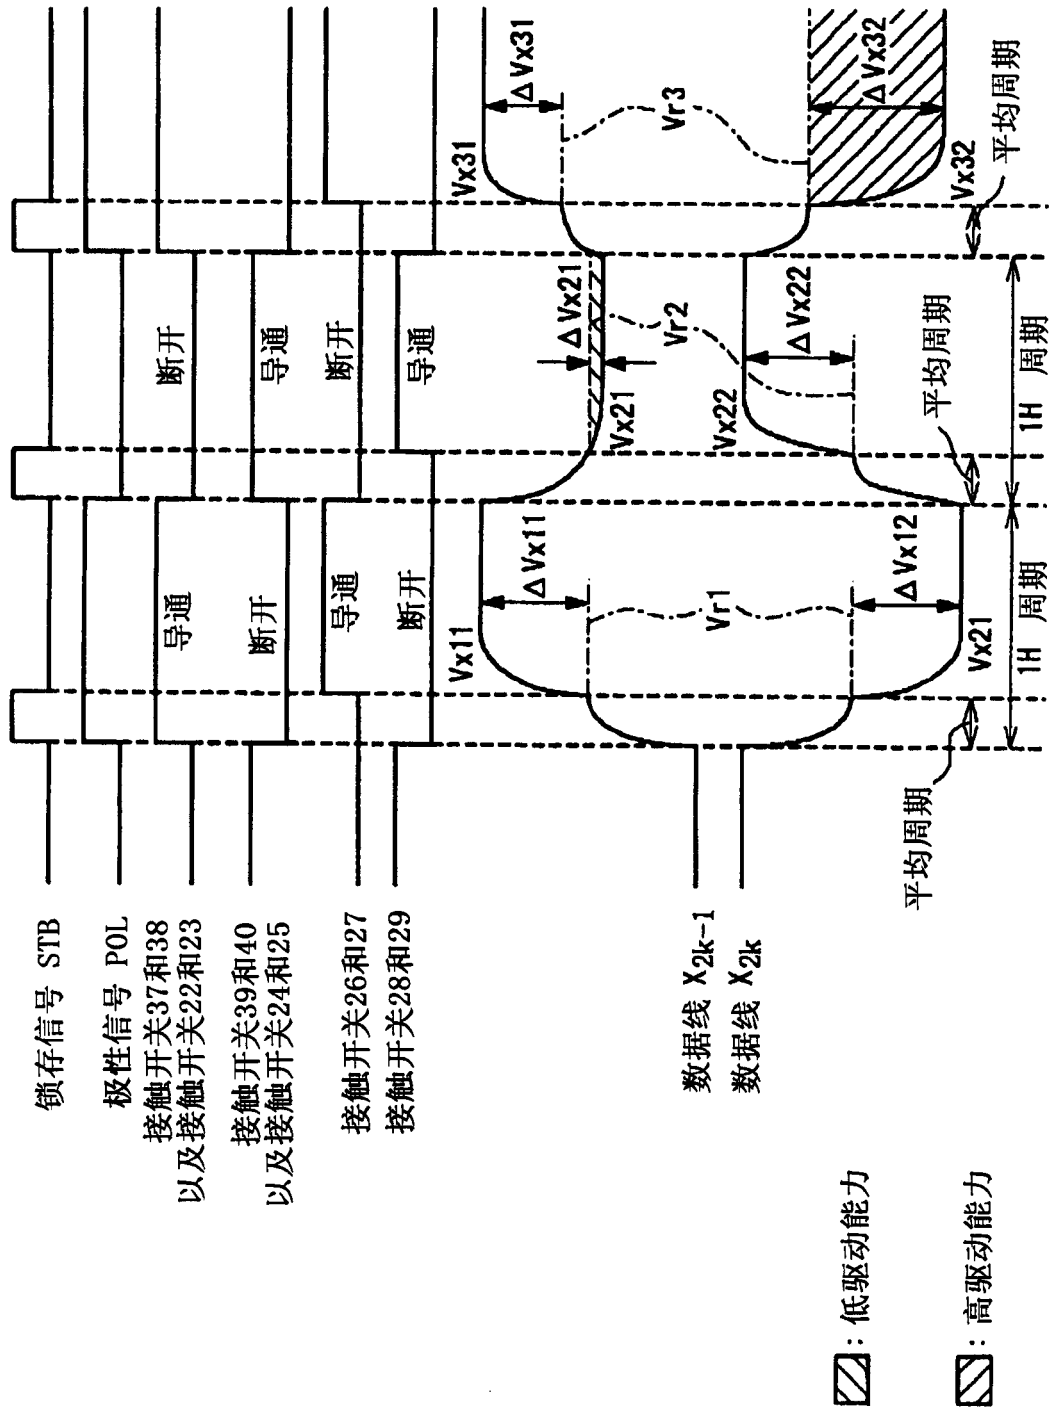 锁存信号 STB
极性信号 POL
接触开关37和38
以及接触开关22和23
接触开关39和40
以及接触开关24和25
接触开关26和27
接触开关28和29
导通
断开
断开
导通
导通
断开
断开
导通
数据线 X2k-1
数据线 X2k
Vx11
ΔVx11
Vr1
ΔVx12
Vx21
Vx21
ΔVx21
Vr2
Vx22
ΔVx22
Vx31
ΔVx31
Vr3
ΔVx32
Vx32
平均周期
平均周期
平均周期
1H 周期
1H 周期
: 低驱动能力
: 高驱动能力